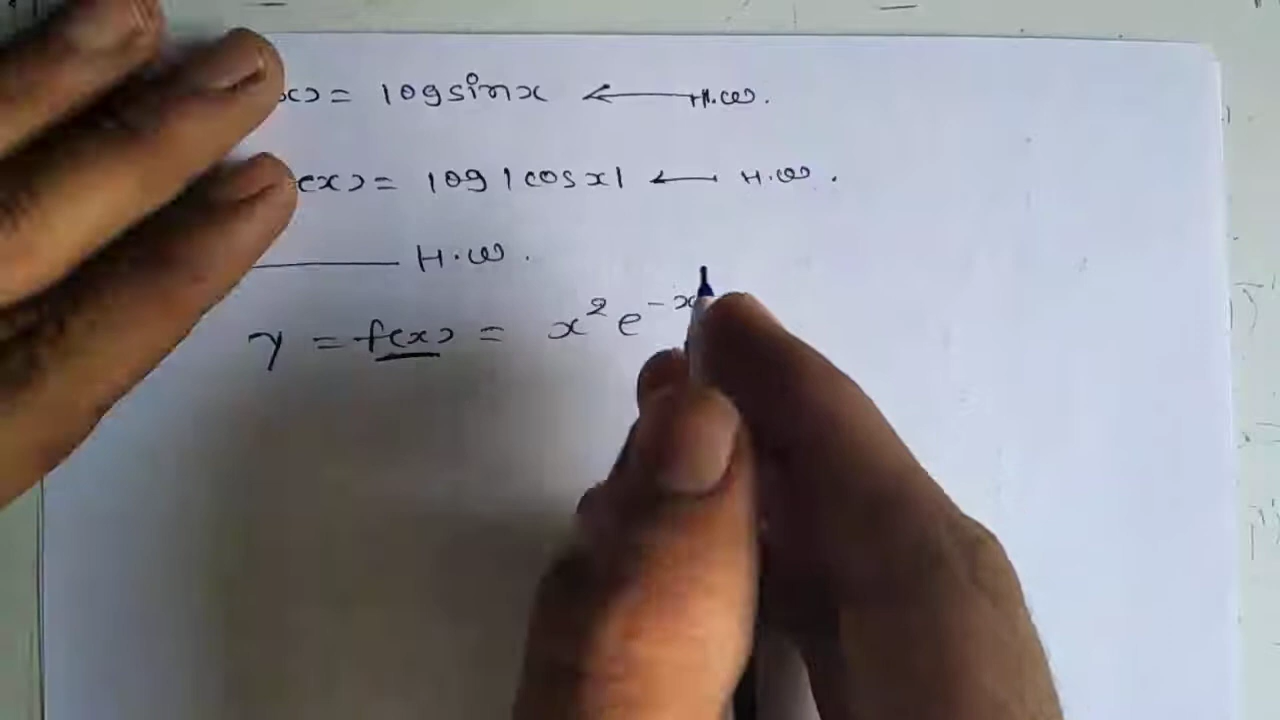 x) = log sin x ← H.W.
(x) = log |cos x| ← H.W.
H.W.
y = f(x) = x² e^-x